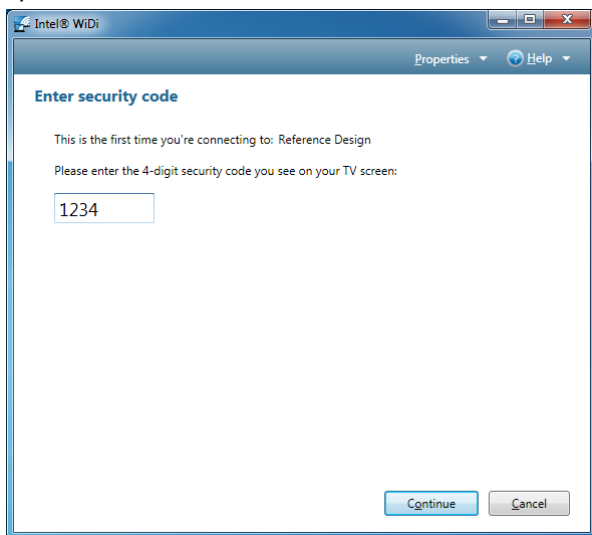 Intel® WiDi
Properties Help
Enter security code
This is the first time you're connecting to: Reference Design
Please enter the 4-digit security code you see on your TV screen:
1234
Continue Cancel